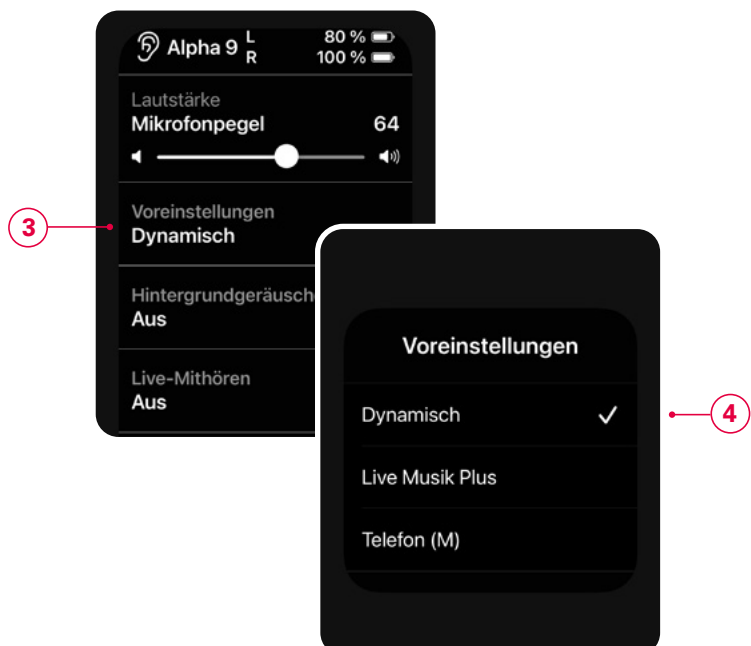 Alpha 9 L 80 %
R 100 %
Lautstärke
Mikrofonpegel 64
3
Voreinstellungen
Dynamisch
Hintergrundgeräusche
Aus
Live-Mithören
Aus
Voreinstellungen
Dynamisch
4
Live Musik Plus
Telefon (M)